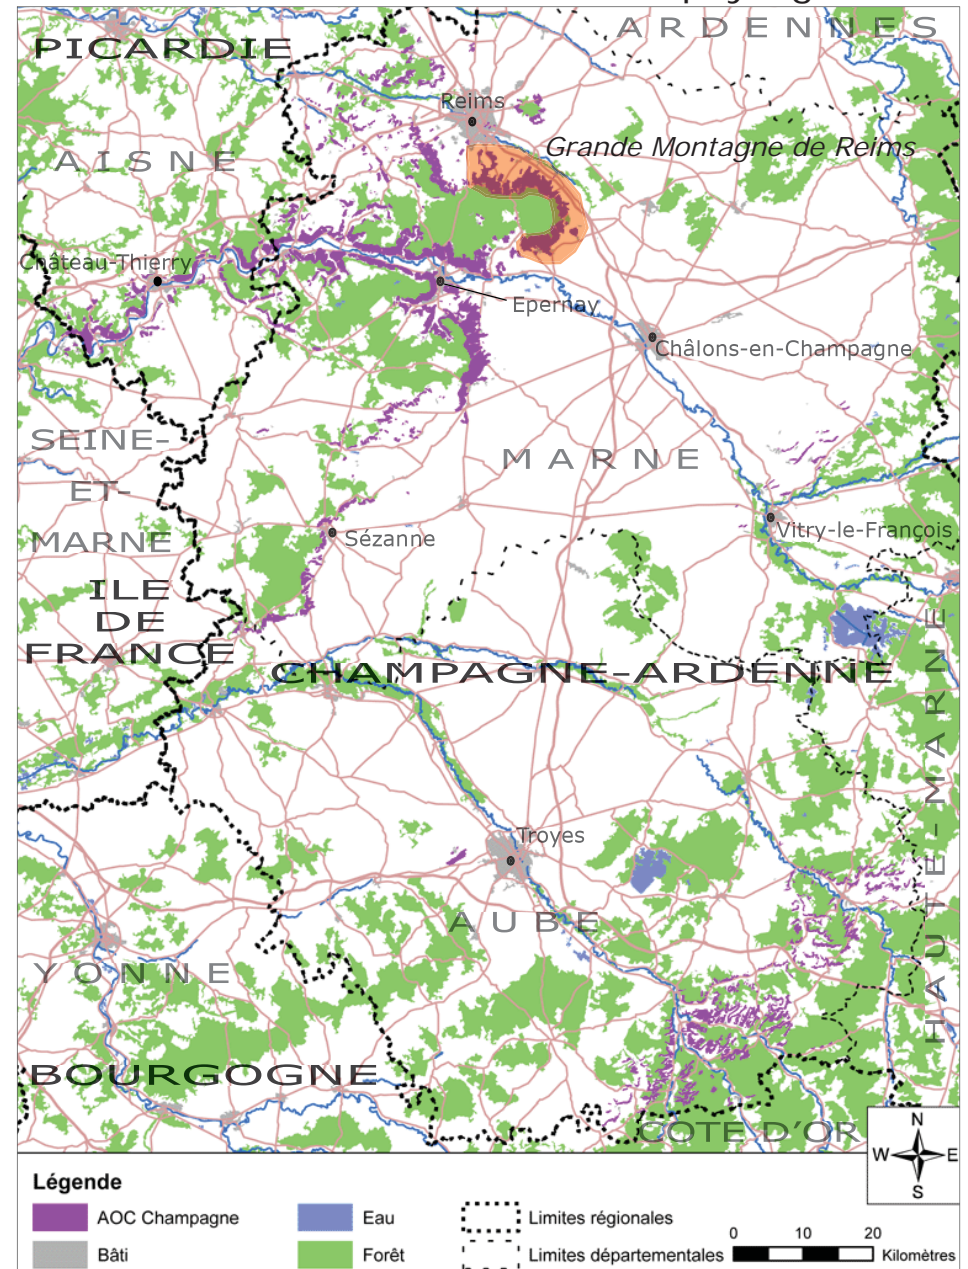 ARDENNES
PICARDIE
Reims
Grande Montagne de Reims
AISNE
Château-Thierry
Epernay
Châlons-en-Champagne
SEINE-
ET-
MARNE
MARNE
Sézanne
Vitry-le-François
ILE
DE
FRANCE
CHAMPAGNE-ARDENNE
HAUTE-MARNE
Troyes
AUBE
YONNE
BOURGOGNE
COTE D'OR
N
W E
S
Légende
AOC Champagne
Eau
Limites régionales
0 10 20
Bâti
Forêt
Limites départementales
Kilomètres